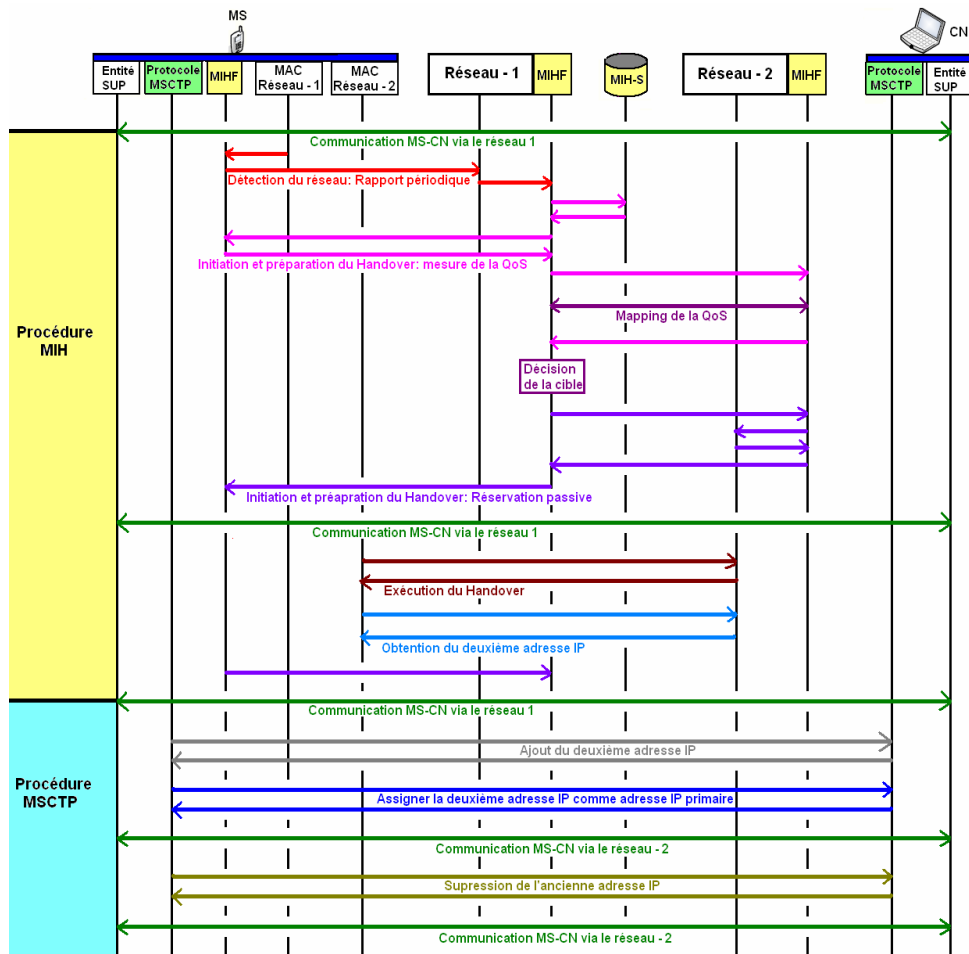 MS
CN
Entité
SUP
Protocole
MSCTP
MIHF
MAC
Réseau - 1
MAC
Réseau - 2
Réseau - 1
MIHF
MIH-S
Réseau - 2
MIHF
Protocole
MSCTP
Entité
SUP
Communication MS-CN via le réseau 1
Détection du réseau: Rapport périodique
Initiation et préparation du Handover: mesure de la QoS
Mapping de la QoS
Procédure
MIH
Décision
de la cible
Initiation et préapration du Handover: Réservation passive
Communication MS-CN via le réseau 1
Exécution du Handover
Obtention du deuxième adresse IP
Communication MS-CN via le réseau 1
Ajout du deuxième adresse IP
Procédure
MSCTP
Assigner la deuxième adresse IP comme adresse IP primaire
Communication MS-CN via le réseau - 2
Supression de l'ancienne adresse IP
Communication MS-CN via le réseau - 2